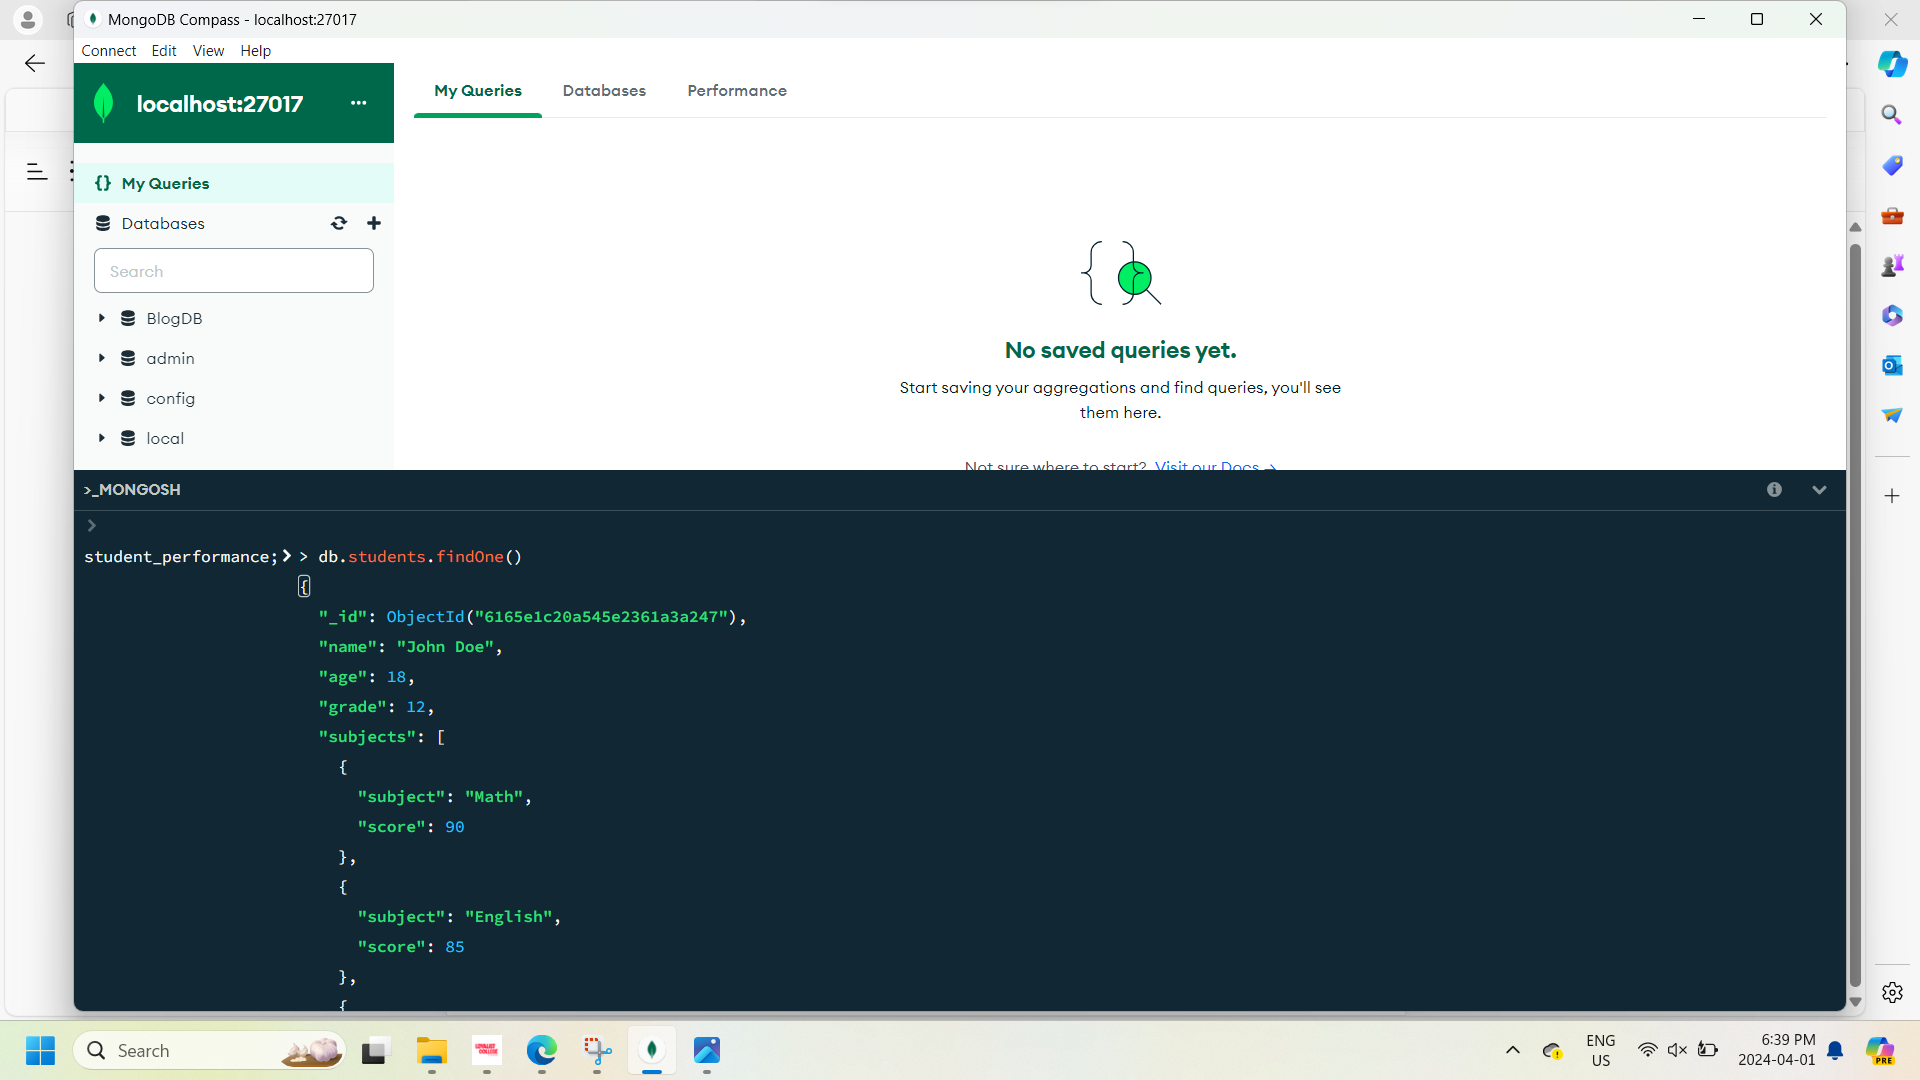 MongoDB Compass - localhost:27017
Connect Edit View Help
localhost:27017
My Queries Databases Performance
{} My Queries
Databases
Search
BlogDB
admin
config
local
No saved queries yet.
Start saving your aggregations and find queries, you'll see
them here.
Not sure where to start? Visit our Docs →
>_MONGOSH
>
student_performance;> > db.students.findOne()
{
"_id": ObjectId("6165e1c20a545e2361a3a247"),
"name": "John Doe",
"age": 18,
"grade": 12,
"subjects": [
{
"subject": "Math",
"score": 90
},
{
"subject": "English",
"score": 85
},
{
Search
LOYALIST
COLLEGE
ENG
US
6:39 PM
2024-04-01
PRE